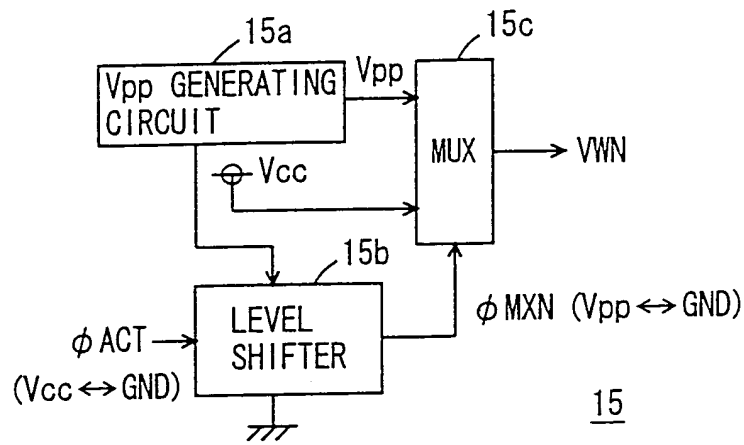 15a
15c
Vpp GENERATING
CIRCUIT
Vpp
MUX
VWN
Vcc
15b
LEVEL
SHIFTER
φACT
(Vcc↔GND)
φMXN (Vpp↔GND)
15